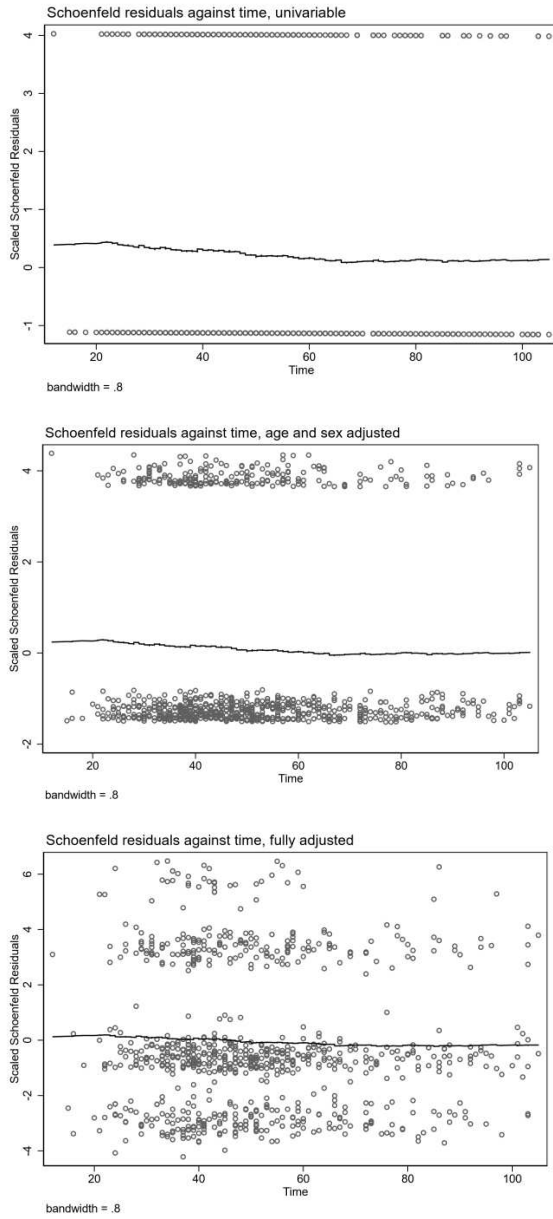 Schoenfeld residuals against time, univariable
Scaled Schoenfeld Residuals
4
3
2
1
0
-1
20 40 60 80 100
Time
bandwidth = .8
Schoenfeld residuals against time, age and sex adjusted
Scaled Schoenfeld Residuals
4
2
0
-2
20 40 60 80 100
Time
bandwidth = .8
Schoenfeld residuals against time, fully adjusted
Scaled Schoenfeld Residuals
6
4
2
0
-2
-4
20 40 60 80 100
Time
bandwidth = .8